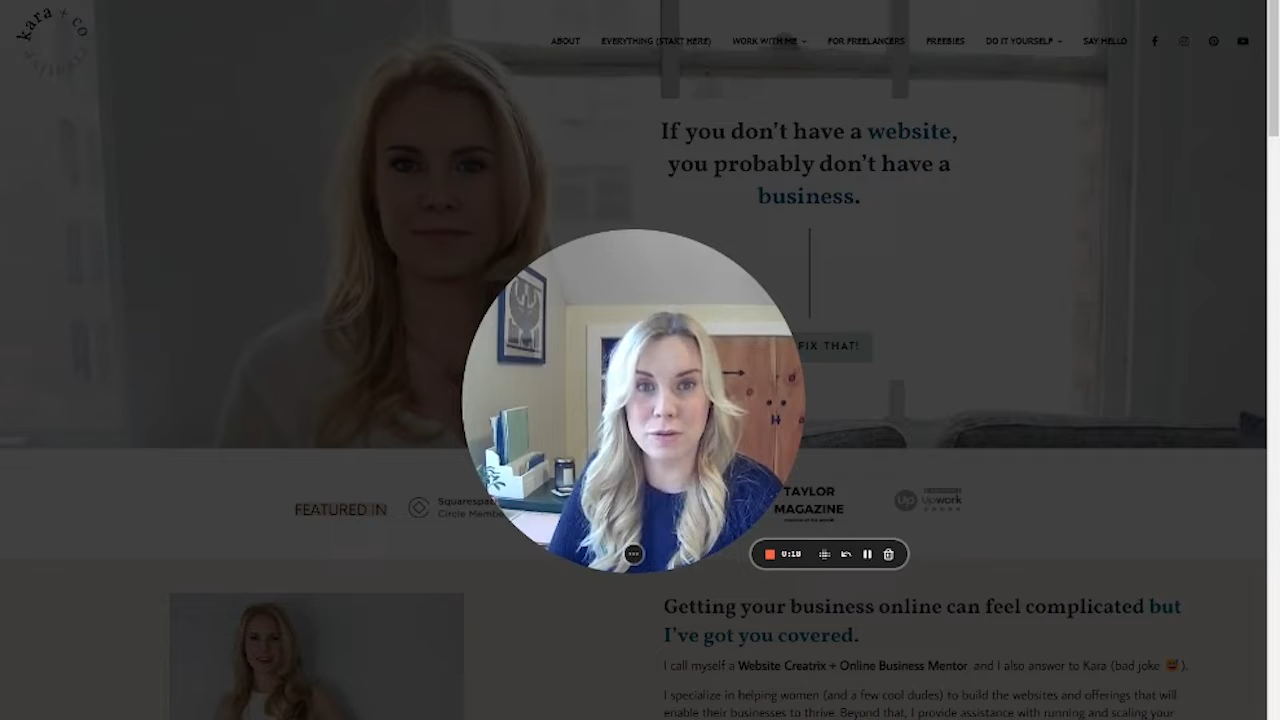 kara + co
ABOUT
EVERYTHING (START HERE)
WORK WITH ME
FOR FREELANCERS
FREEBIES
DO IT YOURSELF
SAY HELLO
If you don't have a website,
you probably don't have a
business.
FIX THAT!
FEATURED IN
Squarespace
Circle Membe
TAYLOR
MAGAZINE
Up Upwork
0:18
Getting your business online can feel complicated but
I've got you covered.
I call myself a Website Creatrix + Online Business Mentor and I also answer to Kara (bad joke 😅).
I specialize in helping women (and a few cool dudes) to build the websites and offerings that will
enable their businesses to thrive. Beyond that, I provide assistance with running and scaling your